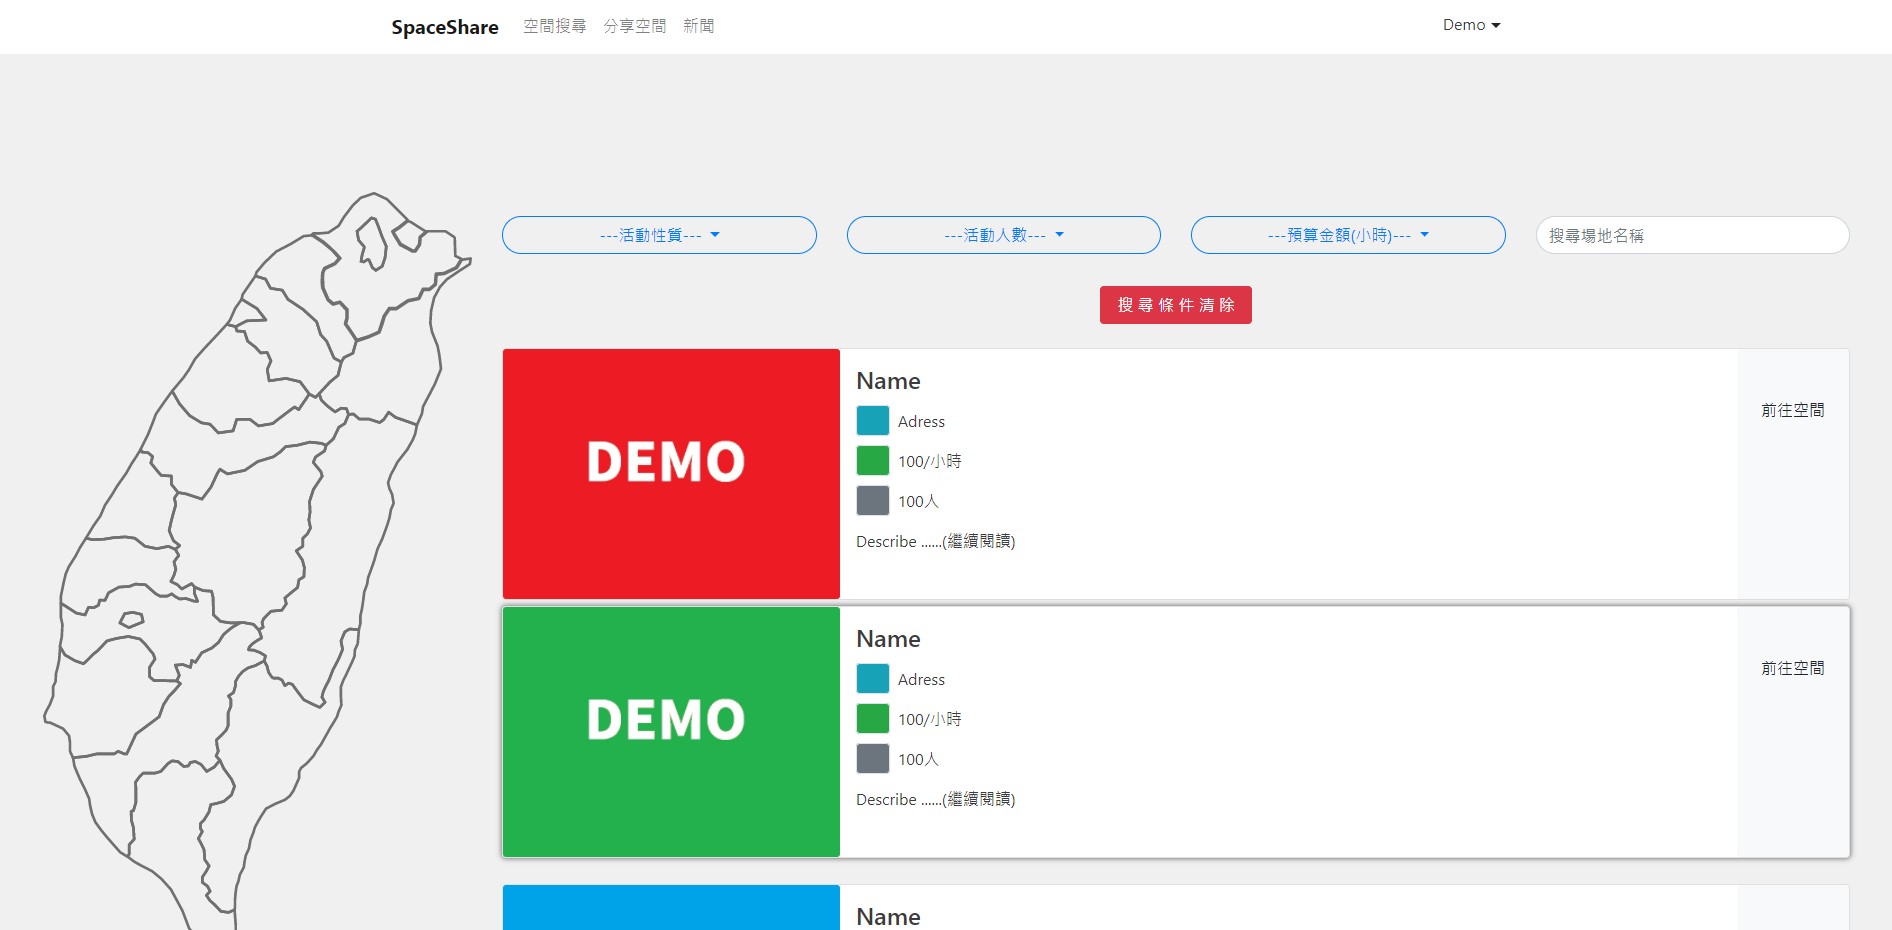 SpaceShare 空間搜尋 分享空間 新聞 Demo
---活動性質--- ---活動人數--- ---預算金額(小時)--- 搜尋場地名稱
搜尋條件清除
DEMO
Name
Adress
100/小時
100人
Describe ......(繼續閱讀)
前往空間
DEMO
Name
Adress
100/小時
100人
Describe ......(繼續閱讀)
前往空間
Name